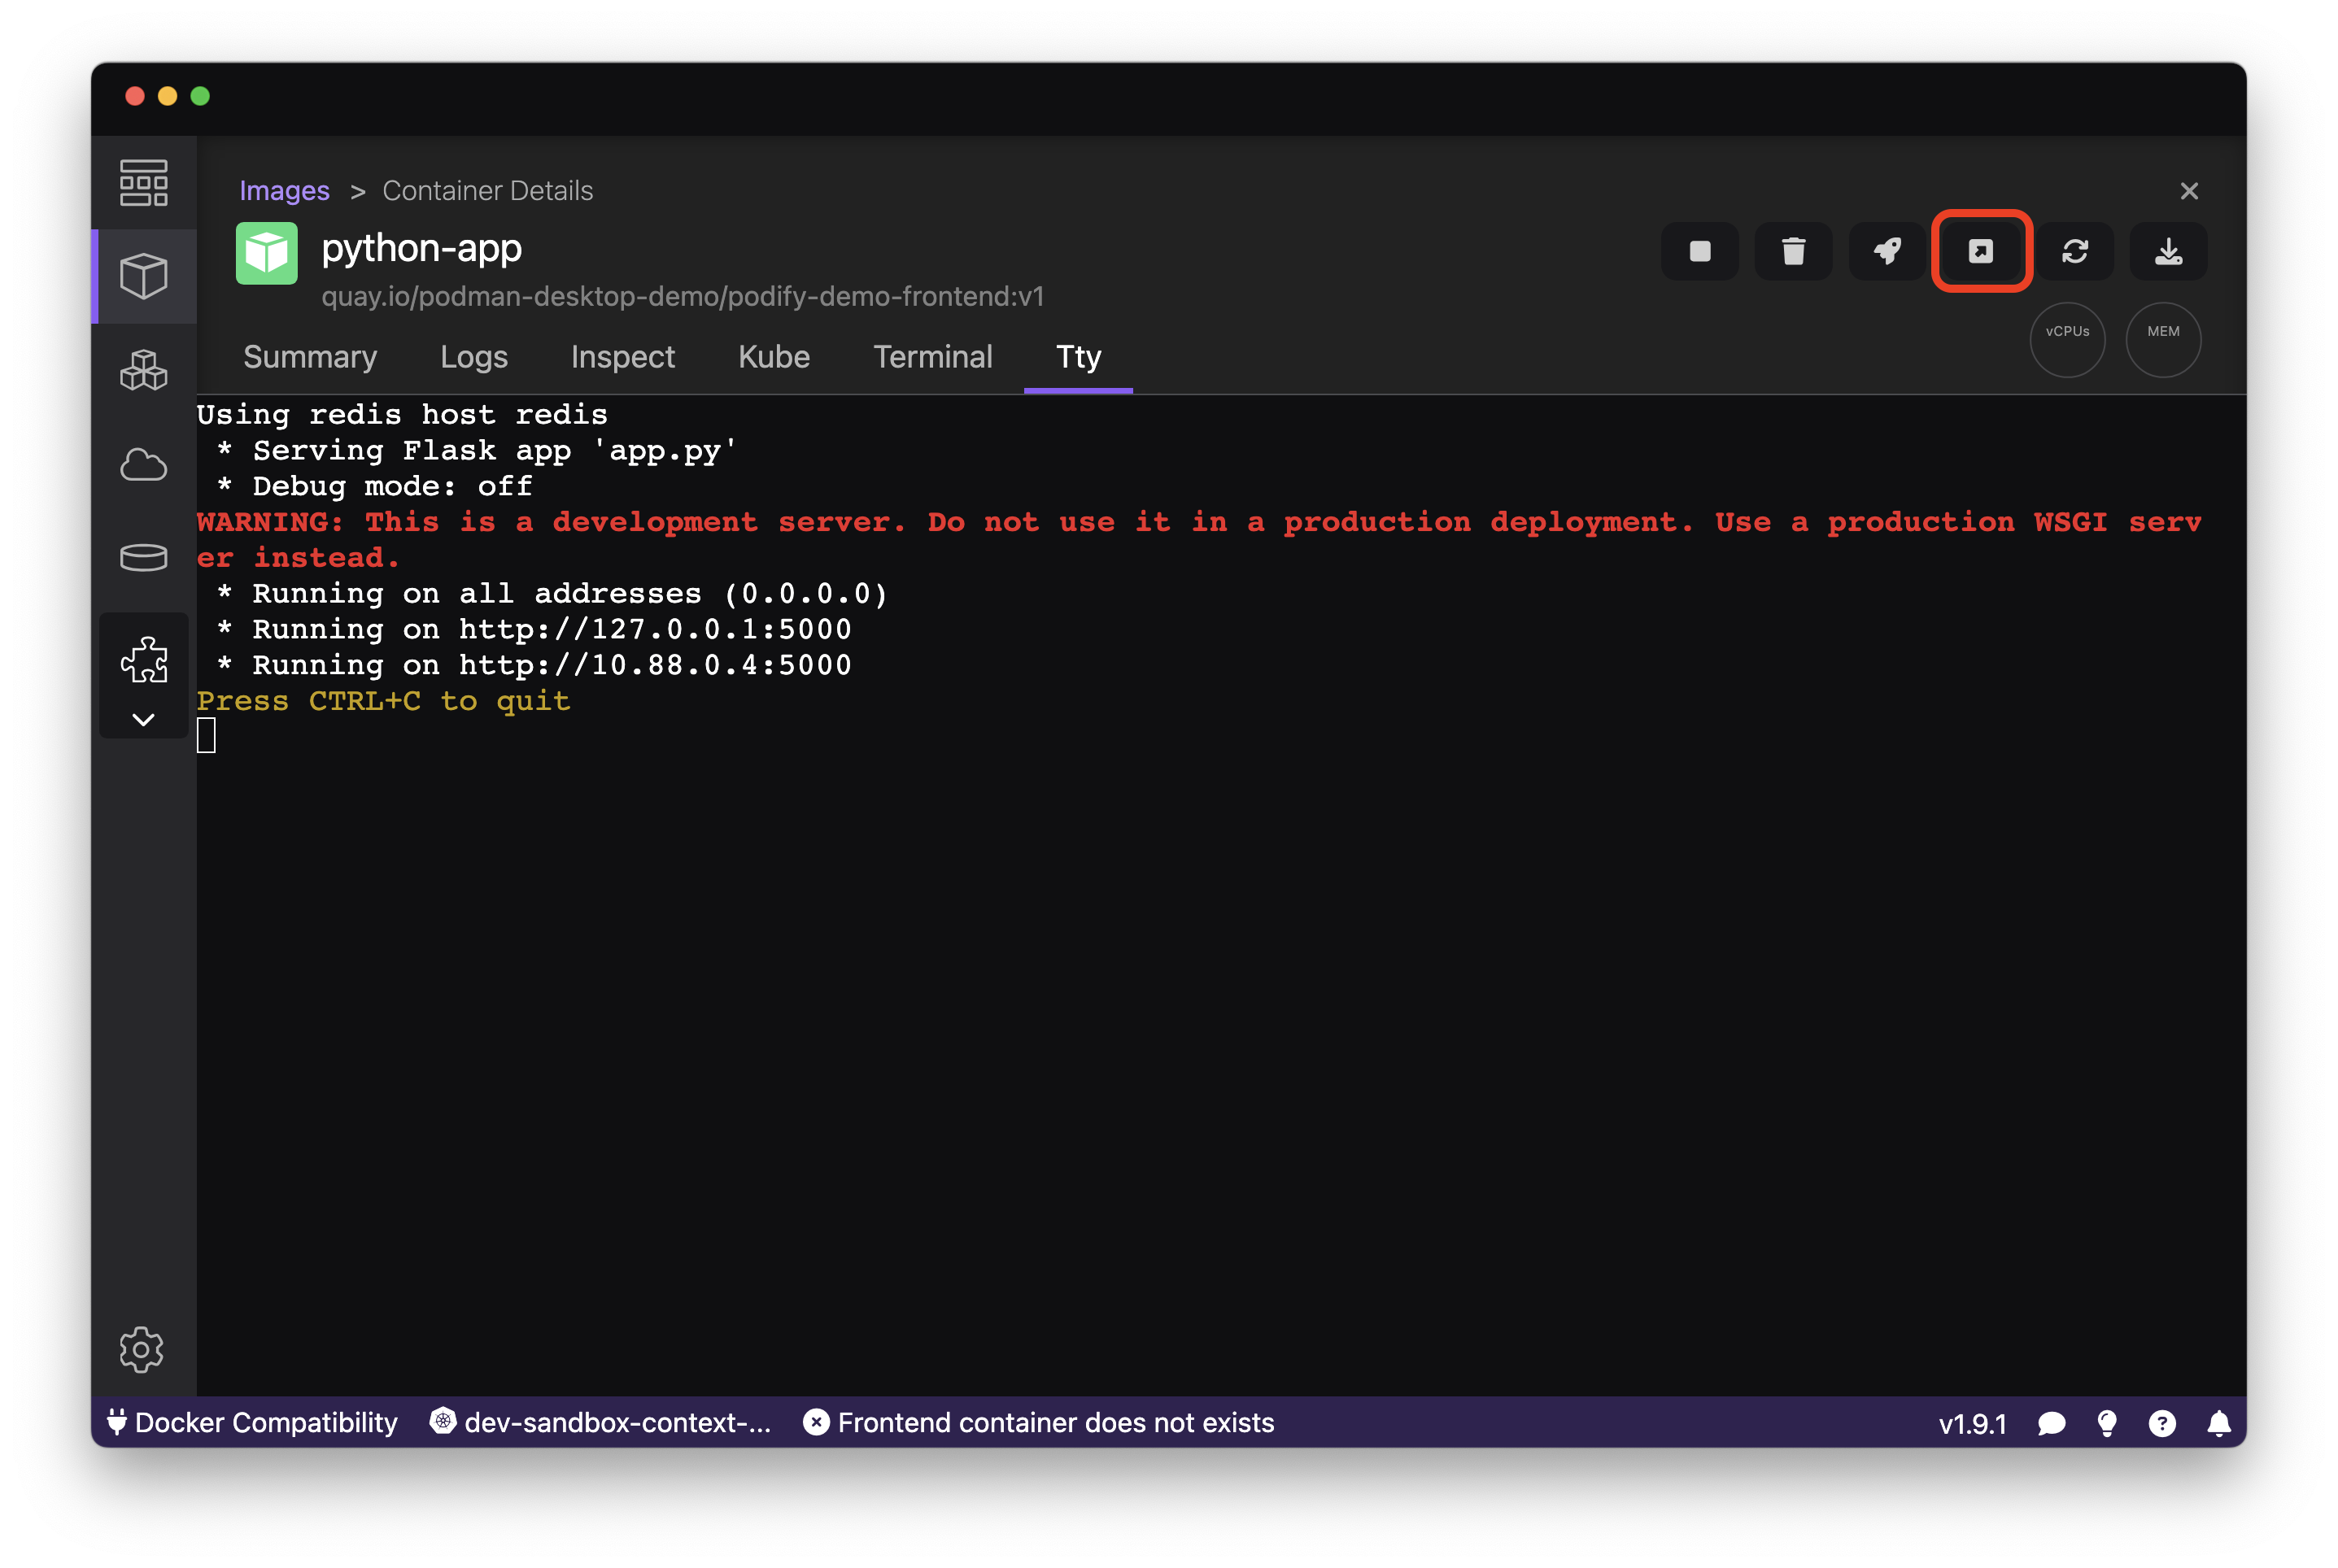 Images > Container Details
python-app
quay.io/podman-desktop-demo/podify-demo-frontend:v1
vCPUs MEM
Summary Logs Inspect Kube Terminal Tty
Using redis host redis
* Serving Flask app 'app.py'
* Debug mode: off
WARNING: This is a development server. Do not use it in a production deployment. Use a production WSGI serv
er instead.
* Running on all addresses (0.0.0.0)
* Running on http://127.0.0.1:5000
* Running on http://10.88.0.4:5000
Press CTRL+C to quit
Docker Compatibility dev-sandbox-context-... Frontend container does not exists v1.9.1